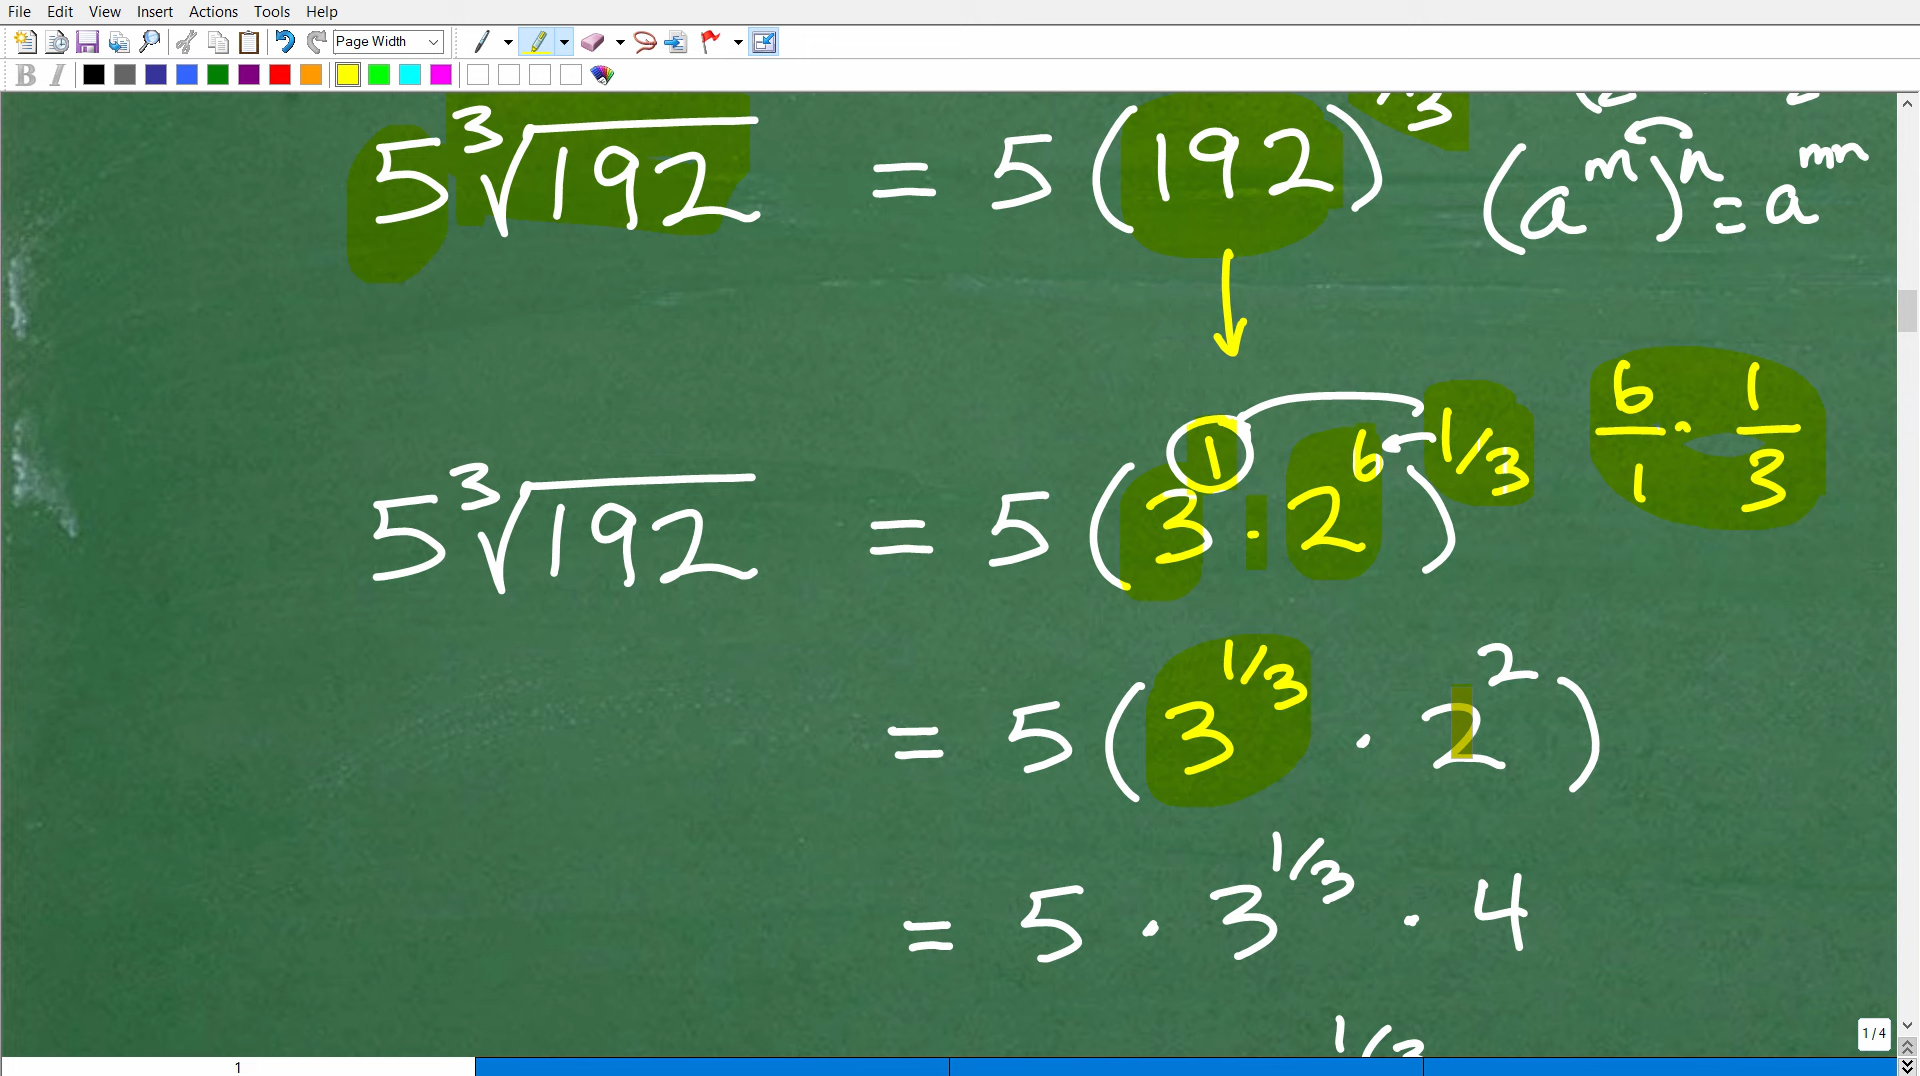 File Edit View Insert Actions Tools Help
Page Width
B I
5∛192 = 5(192)^1/3
(a^m)^n = a^mn
5∛192 = 5(3^1 · 2^6)^1/3
6/1 · 1/3
= 5(3^1/3 · 2^2)
= 5 · 3^1/3 · 4
1/3
1/4
1